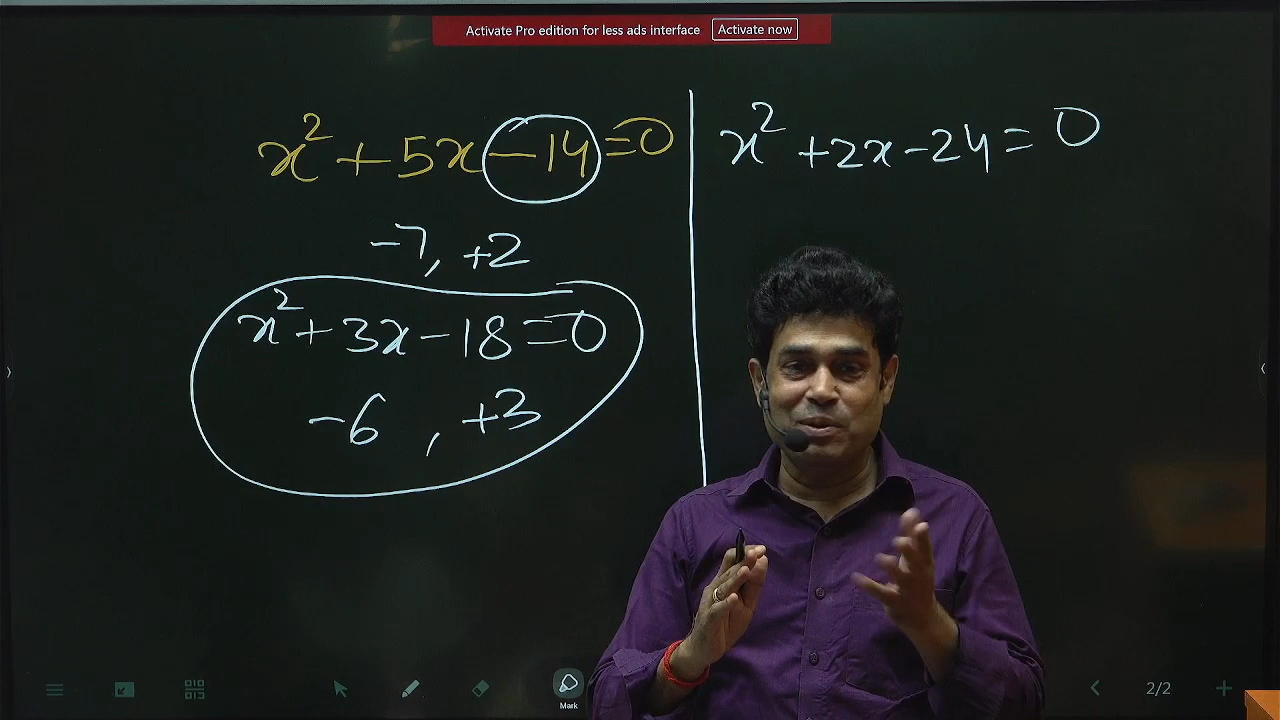 Activate Pro edition for less ads interface Activate now
x² + 5x - 14 = 0
-7, +2
x² + 3x - 18 = 0
-6, +3
x² + 2x - 24 = 0
Mark
2/2